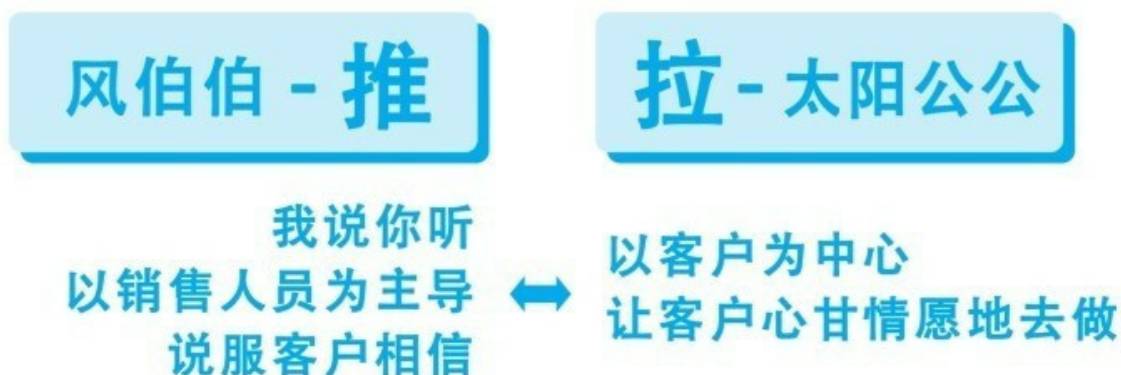 风伯伯-推
拉-太阳公公
我说你听
以销售人员为主导
说服客户相信
以客户为中心
让客户心甘情愿地去做